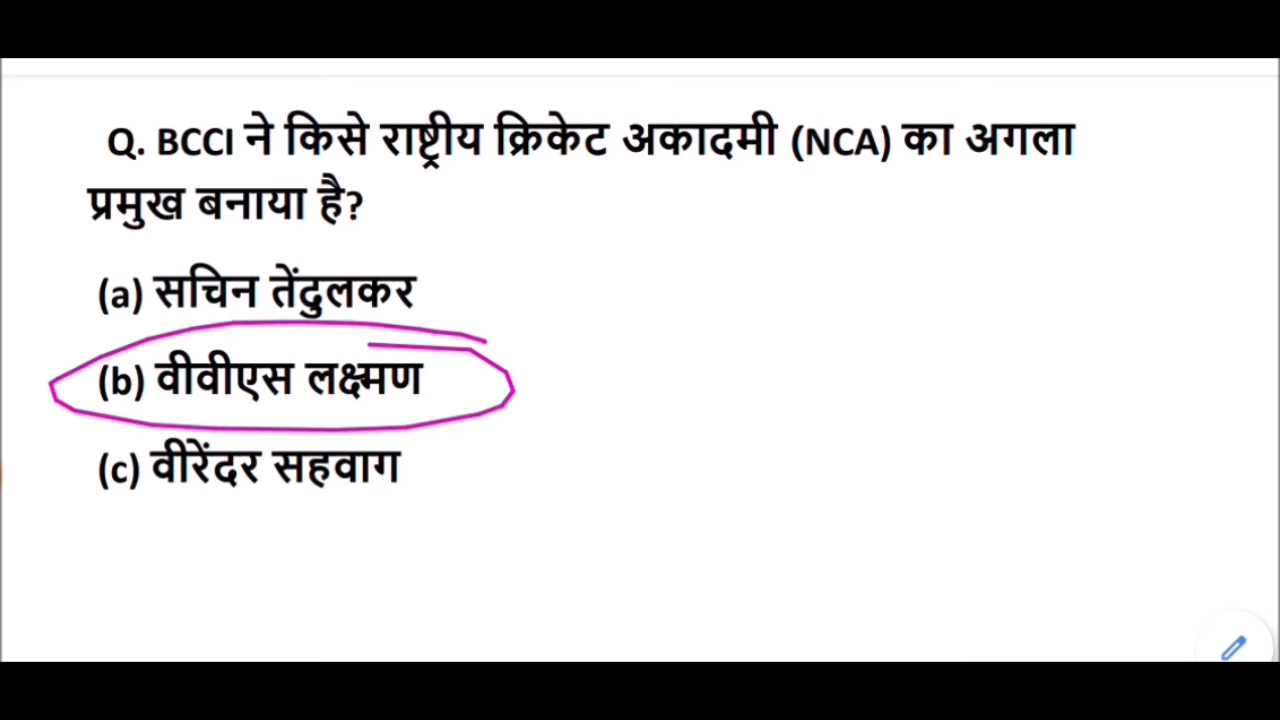 Q. BCCI ने किसे राष्ट्रीय क्रिकेट अकादमी (NCA) का अगला
प्रमुख बनाया है?
(a) सचिन तेंदुलकर
(b) वीवीएस लक्ष्मण
(c) वीरेंदर सहवाग